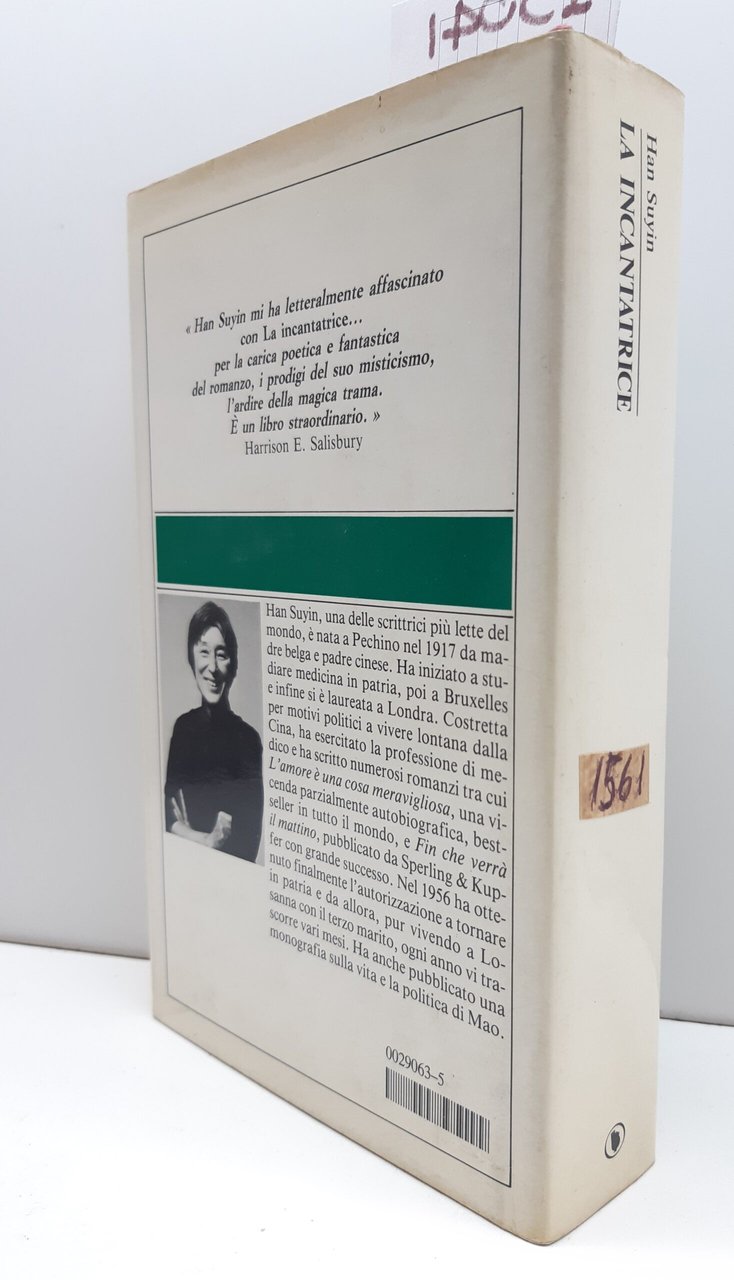 Han Suyin
LA INCANTATRICE
« Han Suyin mi ha letteralmente affascinato
con La incantatrice...
per la carica poetica e fantastica
del romanzo, i prodigi del suo misticismo,
l'ardire della magica trama.
È un libro straordinario. »
Harrison E. Salisbury
Han Suyin, una delle scrittrici più lette del
mondo, è nata a Pechino nel 1917 da ma-
dre belga e padre cinese. Ha iniziato a stu-
diare medicina in patria, poi a Bruxelles
e infine si è laureata a Londra. Costretta
per motivi politici a vivere lontana dalla
Cina, ha esercitato la professione di me-
dico e ha scritto numerosi romanzi tra cui
L'amore è una cosa meravigliosa, una vi-
cenda parzialmente autobiografica, best-
seller in tutto il mondo, e Fin che verrà
il mattino, pubblicato da Sperling & Kup-
fer con grande successo. Nel 1956 ha otte-
nuto finalmente l'autorizzazione a tornare
in patria e da allora, pur vivendo a Lo-
sanna con il terzo marito, ogni anno vi tra-
scorre vari mesi. Ha anche pubblicato una
monografia sulla vita e la politica di Mao.
0029063-5
1561